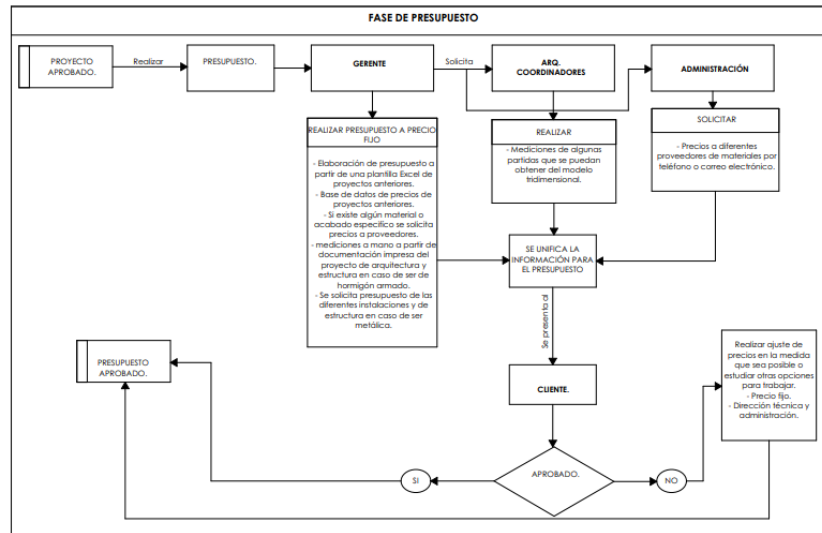 FASE DE PRESUPUESTO
PROYECTO
APROBADO.
Realizar
PRESUPUESTO.
GERENTE
Solicita
ARQ.
COORDINADORES
ADMINISTRACIÓN
REALIZAR PRESUPUESTO A PRECIO
FIJO
- Elaboración de presupuesto a
partir de una plantilla Excel de
proyectos anteriores.
- Base de datos de precios de
proyectos anteriores.
- Si existe algún material o
acabado específico se solicita
precios a proveedores.
- mediciones a mano a partir de
documentación impresa del
proyecto de arquitectura y
estructura en caso de ser de
hormigón armado.
- Se solicita presupuesto de las
diferentes instalaciones y de
estructura en caso de ser
metálica.
REALIZAR
- Mediciones de algunas
partidas que se puedan
obtener del modelo
tridimensional.
SOLICITAR
- Precios a diferentes
proveedores de materiales por
teléfono o correo electrónico.
SE UNIFICA LA
INFORMACIÓN PARA
EL PRESUPUESTO
Se presenta al
CLIENTE.
PRESUPUESTO
APROBADO.
Realizar ajuste de
precios en la medida
que sea posible o
estudiar otras opciones
para trabajar.
- Precio fijo.
- Dirección técnica y
administración.
APROBADO.
SI
NO